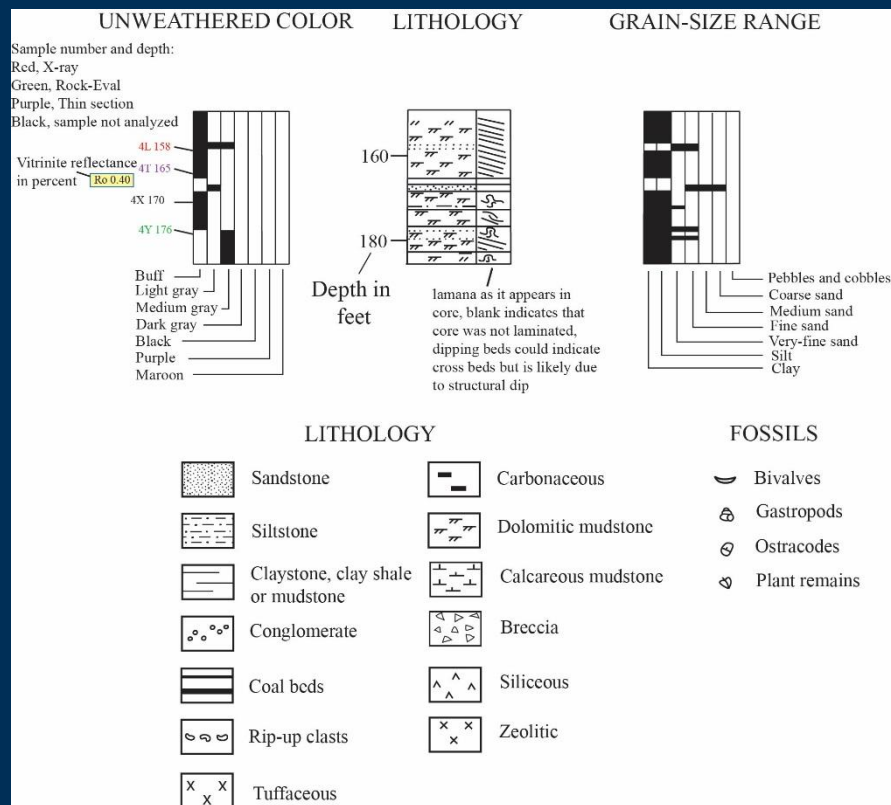 UNWEATHERED COLOR
LITHOLOGY
GRAIN-SIZE RANGE
Sample number and depth:
Red, X-ray
Green, Rock-Eval
Purple, Thin section
Black, sample not analyzed
4L 158
Vitrinite reflectance
in percent
4T 165
Ro 0.40
4X 170
4Y 176
160
180
Depth in
feet
Buff
Light gray
Medium gray
Dark gray
Black
Purple
Maroon
lamana as it appears in
core, blank indicates that
core was not laminated,
dipping beds could indicate
cross beds but is likely due
to structural dip
Pebbles and cobbles
Coarse sand
Medium sand
Fine sand
Very-fine sand
Silt
Clay
LITHOLOGY
Sandstone
Siltstone
Claystone, clay shale
or mudstone
Conglomerate
Coal beds
Rip-up clasts
Tuffaceous
Carbonaceous
Dolomitic mudstone
Calcareous mudstone
Breccia
Siliceous
Zeolitic
FOSSILS
Bivalves
Gastropods
Ostracodes
Plant remains